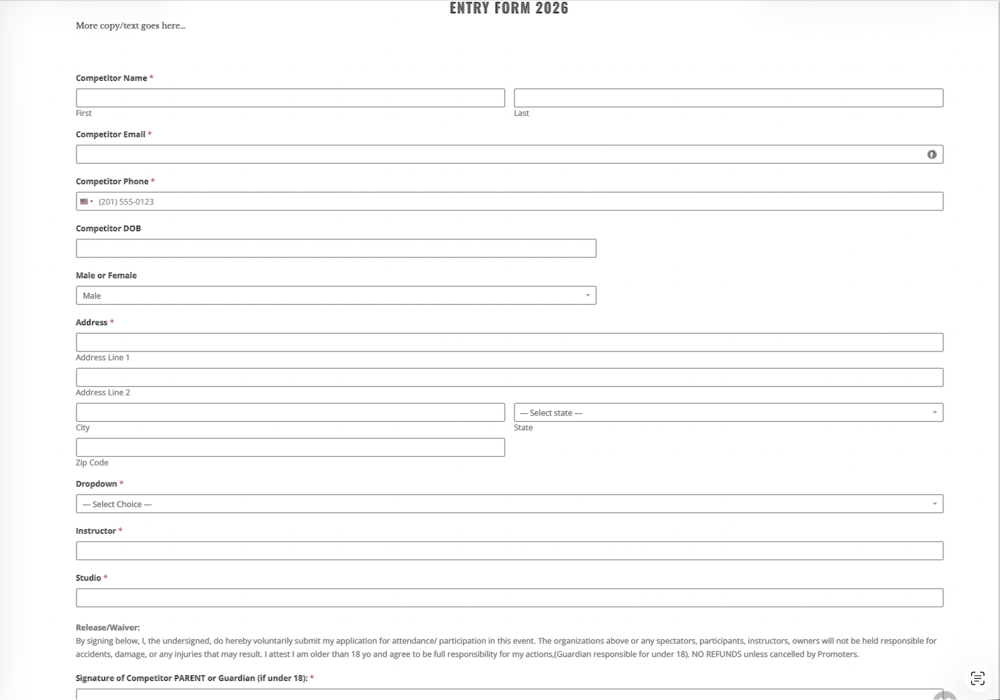 ENTRY FORM 2026
More copy/text goes here...
Competitor Name *
First
Last
Competitor Email *
Competitor Phone *
(201) 555-0123
Competitor DOB
Male or Female
Male
Address *
Address Line 1
Address Line 2
--- Select state ---
City
State
Zip Code
Dropdown *
--- Select Choice ---
Instructor *
Studio *
Release/Waiver:
By signing below, I, the undersigned, do hereby voluntarily submit my application for attendance/ participation in this event. The organizations above or any spectators, participants, instructors, owners will not be held responsible for
accidents, damage, or any injuries that may result. I attest I am older than 18 yo and agree to be full responsibility for my actions,(Guardian responsible for under 18). NO REFUNDS unless cancelled by Promoters.
Signature of Competitor PARENT or Guardian (if under 18): *